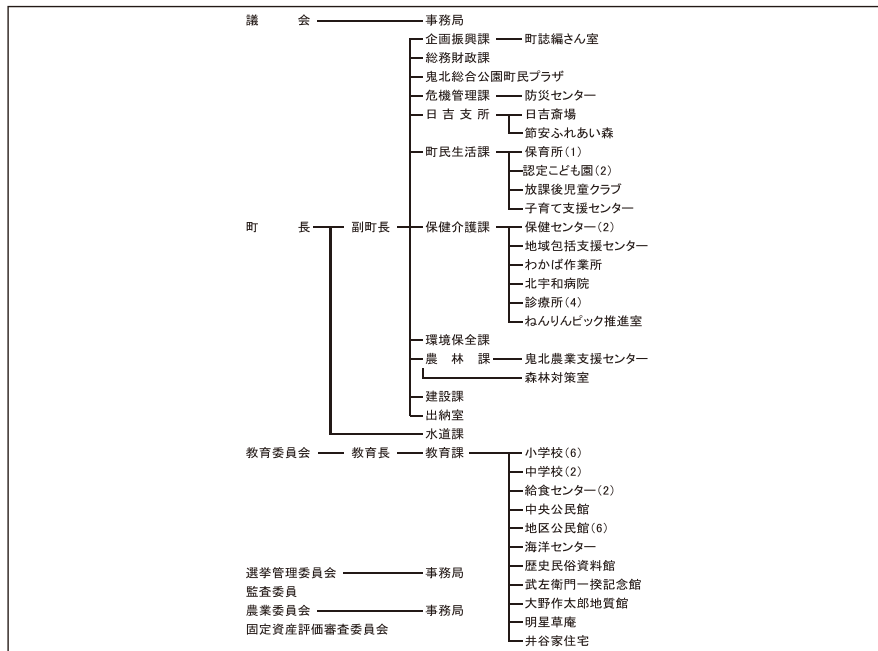 議　会 事務局
企画振興課 町誌編さん室
総務財政課
鬼北総合公園町民プラザ
危機管理課 防災センター
日吉支所 日吉斎場
節安ふれあい森
町民生活課 保育所(1)
認定こども園(2)
放課後児童クラブ
子育て支援センター
町　長 副町長 保健介護課 保健センター(2)
地域包括支援センター
わかば作業所
北宇和病院
診療所(4)
ねんりんピック推進室
環境保全課
農林課 鬼北農業支援センター
森林対策室
建設課
出納室
水道課
教育委員会 教育長 教育課 小学校(6)
中学校(2)
給食センター(2)
中央公民館
地区公民館(6)
海洋センター
歴史民俗資料館
選挙管理委員会 事務局
武左衛門一揆記念館
監査委員
大野作太郎地質館
農業委員会 事務局
明星草庵
固定資産評価審査委員会
井谷家住宅